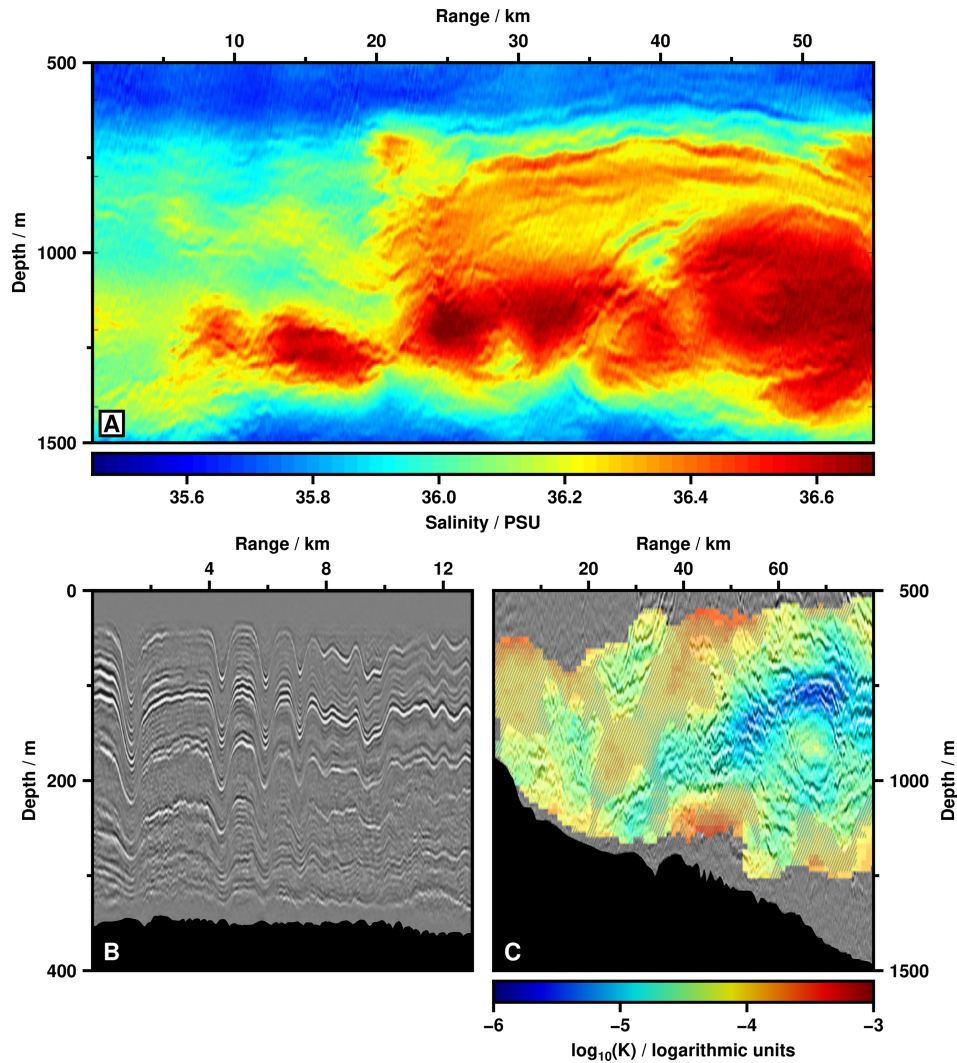 Range / km
10 20 30 40 50
500
1000
1500
Depth / m
A
35.6 35.8 36.0 36.2 36.4 36.6
Salinity / PSU
Range / km Range / km
4 8 12 20 40 60
0
200
400
Depth / m
B
500
1000
1500
Depth / m
C
−6 −5 −4 −3
log₁₀(K) / logarithmic units